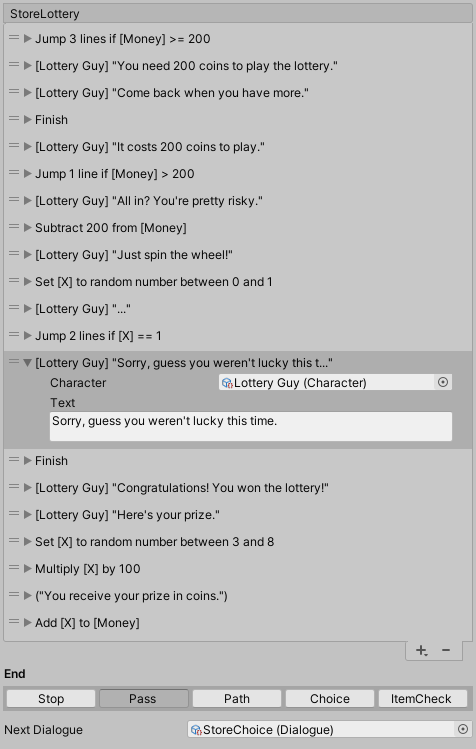 StoreLottery
Jump 3 lines if [Money] >= 200
[Lottery Guy] "You need 200 coins to play the lottery."
[Lottery Guy] "Come back when you have more."
Finish
[Lottery Guy] "It costs 200 coins to play."
Jump 1 line if [Money] > 200
[Lottery Guy] "All in? You're pretty risky."
Subtract 200 from [Money]
[Lottery Guy] "Just spin the wheel!"
Set [X] to random number between 0 and 1
[Lottery Guy] "..."
Jump 2 lines if [X] == 1
[Lottery Guy] "Sorry, guess you weren't lucky this t..."
Character Lottery Guy (Character)
Text
Sorry, guess you weren't lucky this time.
Finish
[Lottery Guy] "Congratulations! You won the lottery!"
[Lottery Guy] "Here's your prize."
Set [X] to random number between 3 and 8
Multiply [X] by 100
("You receive your prize in coins.")
Add [X] to [Money]
End
Stop Pass Path Choice ItemCheck
Next Dialogue StoreChoice (Dialogue)